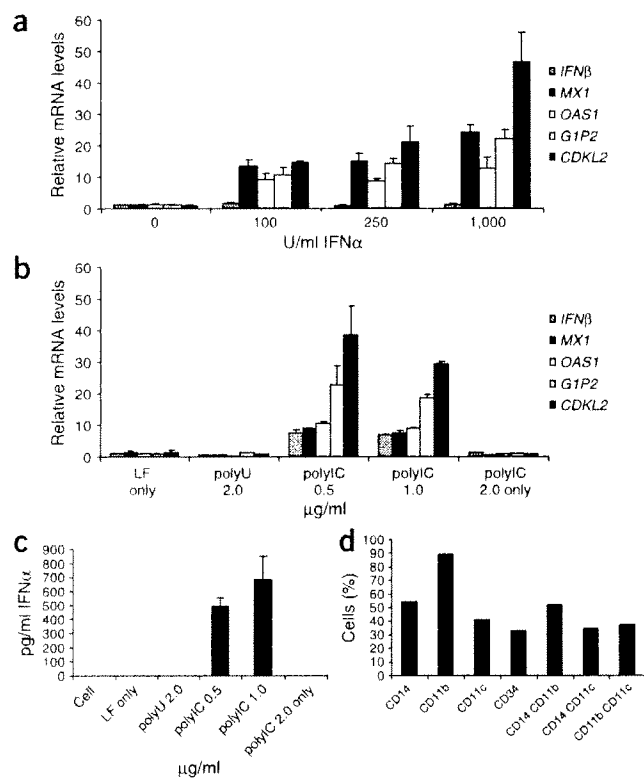 a
Relative mRNA levels
60
50
40
30
20
10
0
0
100
250
1,000
U/ml IFNα
IFNβ
MX1
OAS1
G1P2
CDKL2
b
Relative mRNA levels
50
40
30
20
10
0
LF only
polyU 2.0
polyIC 0.5
polyIC 1.0
polyIC 2.0 only
μg/ml
IFNβ
MX1
OAS1
G1P2
CDKL2
c
pg/ml IFNα
900
800
700
600
500
400
300
200
100
0
Cell
LF only
polyU 2.0
polyIC 0.5
polyIC 1.0
polyIC 2.0 only
μg/ml
d
Cells (%)
100
90
80
70
60
50
40
30
20
10
0
CD14
CD11b
CD11c
CD34
CD14 CD11b
CD14 CD11c
CD11b CD11c